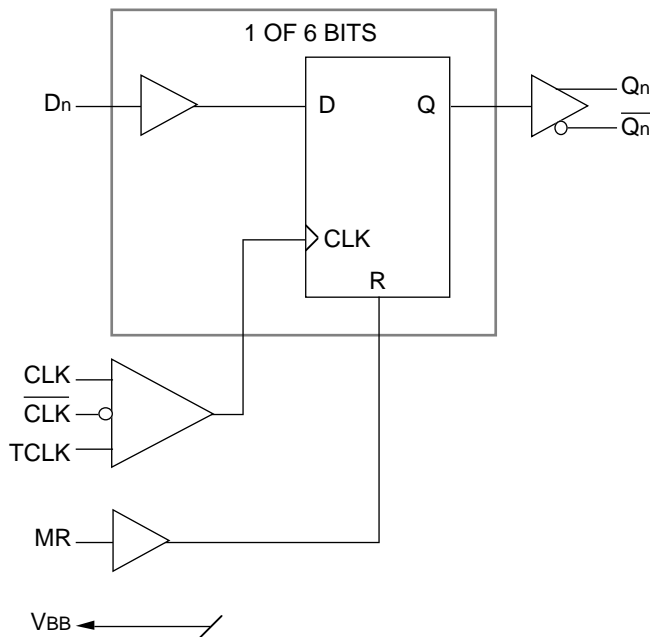 1 OF 6 BITS
Dn
D
Q
Qn
Qn
CLK
R
CLK
CLK
TCLK
MR
VBB